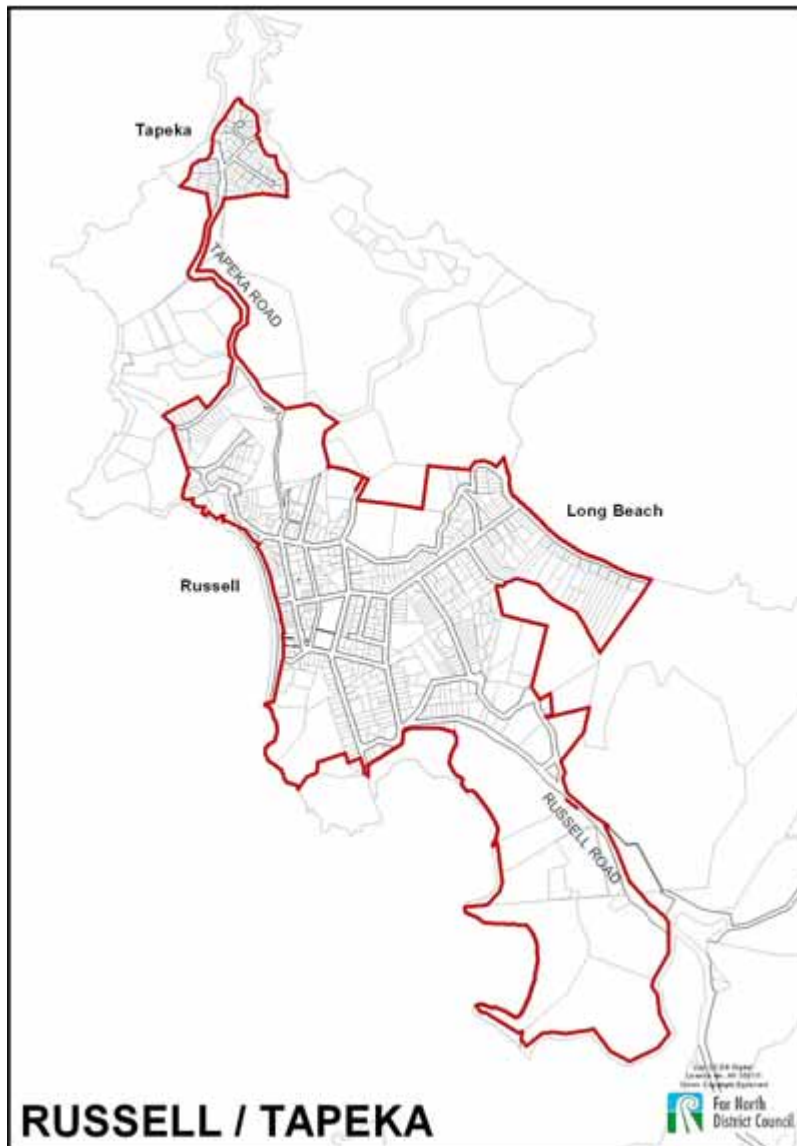 Tapeka
TAPEKA ROAD
Long Beach
Russell
RUSSELL ROAD
RUSSELL / TAPEKA
Far North
District Council